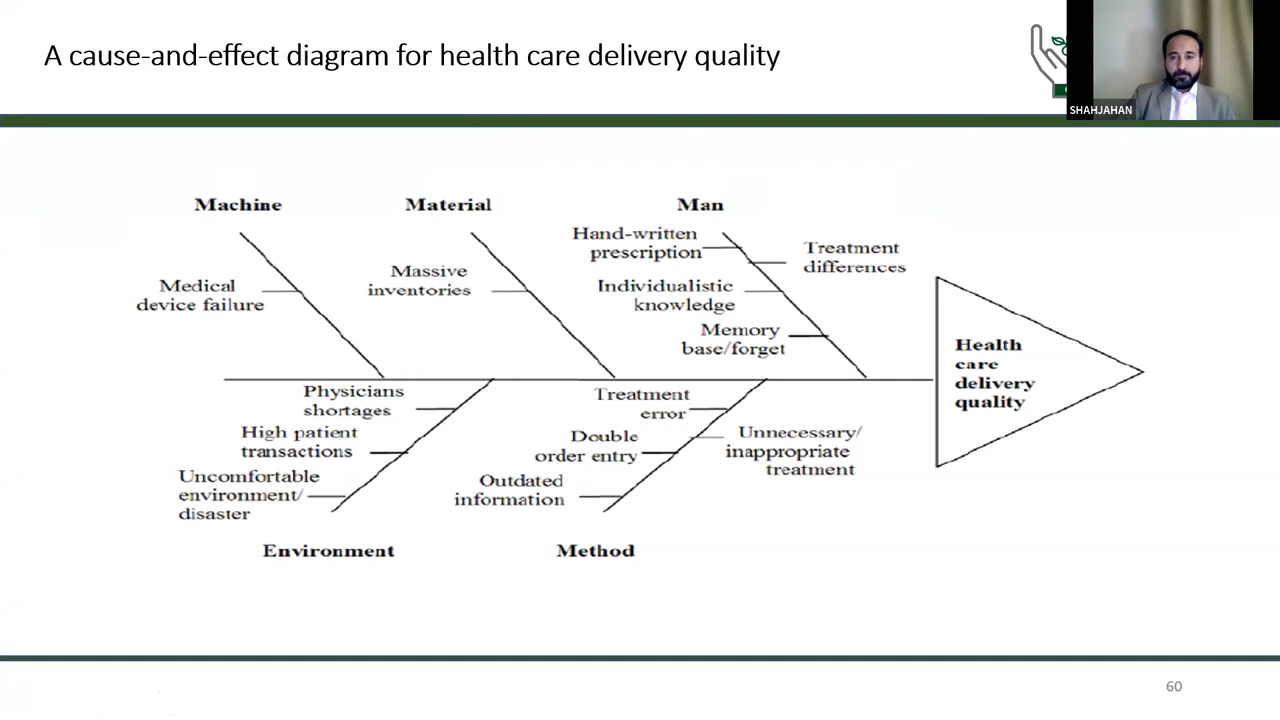 A cause-and-effect diagram for health care delivery quality
SHAHJAHAN
Machine
Material
Man
Hand-written
prescription
Treatment
differences
Medical
device failure
Massive
inventories
Individualistic
knowledge
Memory
base/forget
Health
care
delivery
quality
Physicians
shortages
High patient
transactions
Uncomfortable
environment/
disaster
Treatment
error
Double
order entry
Unnecessary/
inappropriate
treatment
Outdated
information
Environment
Method
60